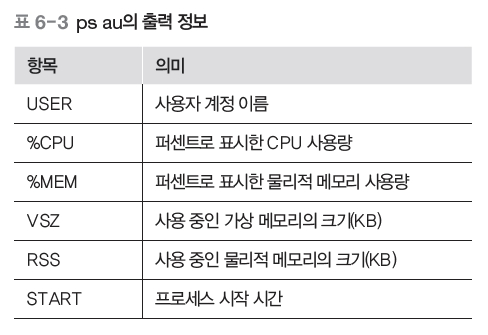 표 6-3 ps au의 출력 정보
항목 의미
USER 사용자 계정 이름
%CPU 퍼센트로 표시한 CPU 사용량
%MEM 퍼센트로 표시한 물리적 메모리 사용량
VSZ 사용 중인 가상 메모리의 크기(KB)
RSS 사용 중인 물리적 메모리의 크기(KB)
START 프로세스 시작 시간